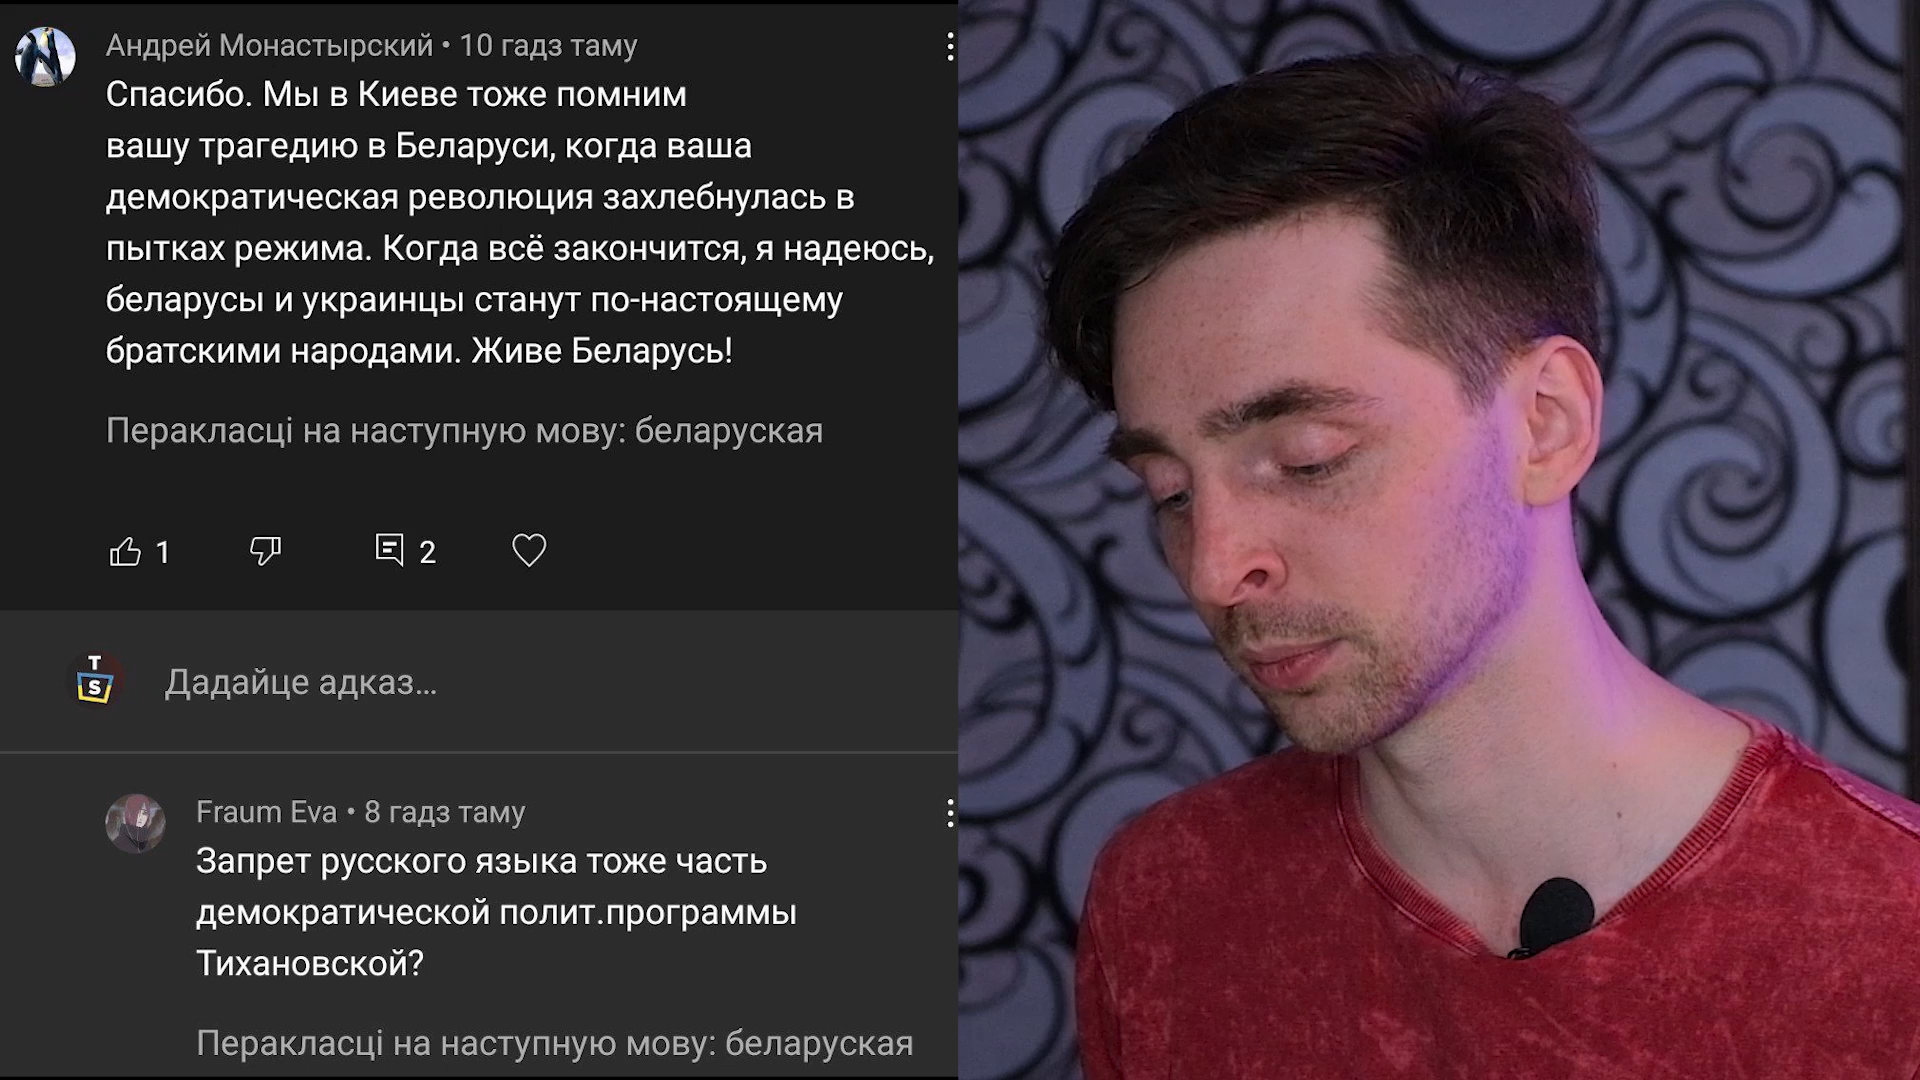 Андрей Монастырский • 10 гадз таму
Спасибо. Мы в Киеве тоже помним
вашу трагедию в Беларуси, когда ваша
демократическая революция захлебнулась в
пытках режима. Когда всё закончится, я надеюсь,
беларусы и украинцы станут по-настоящему
братскими народами. Живе Беларусь!
Перакласці на наступную мову: беларуская
1
2
T
S
Дадайце адказ...
Fraum Eva • 8 гадз таму
Запрет русского языка тоже часть
демократической полит.программы
Тихановской?
Перакласці на наступную мову: беларуская